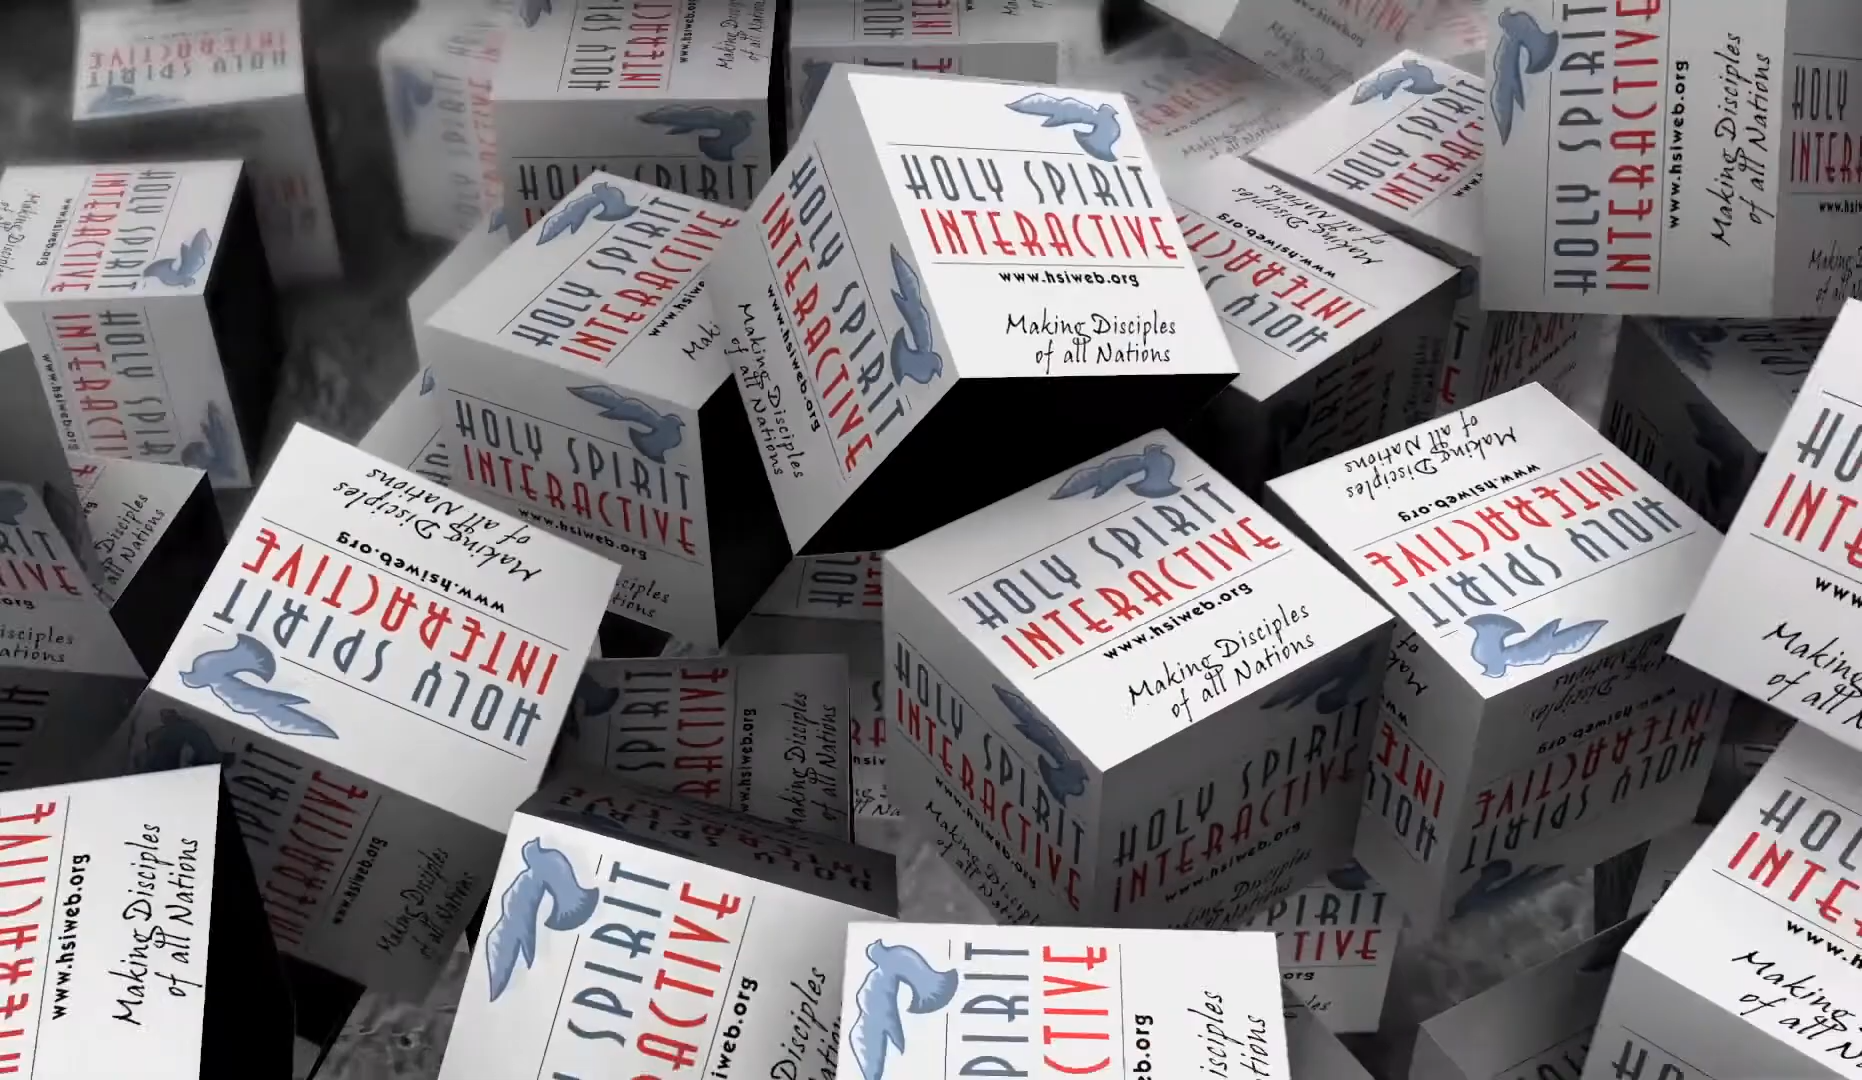 HOLY SPIRIT
INTERACTIVE
www.hsiweb.org
Making Disciples
of all Nations